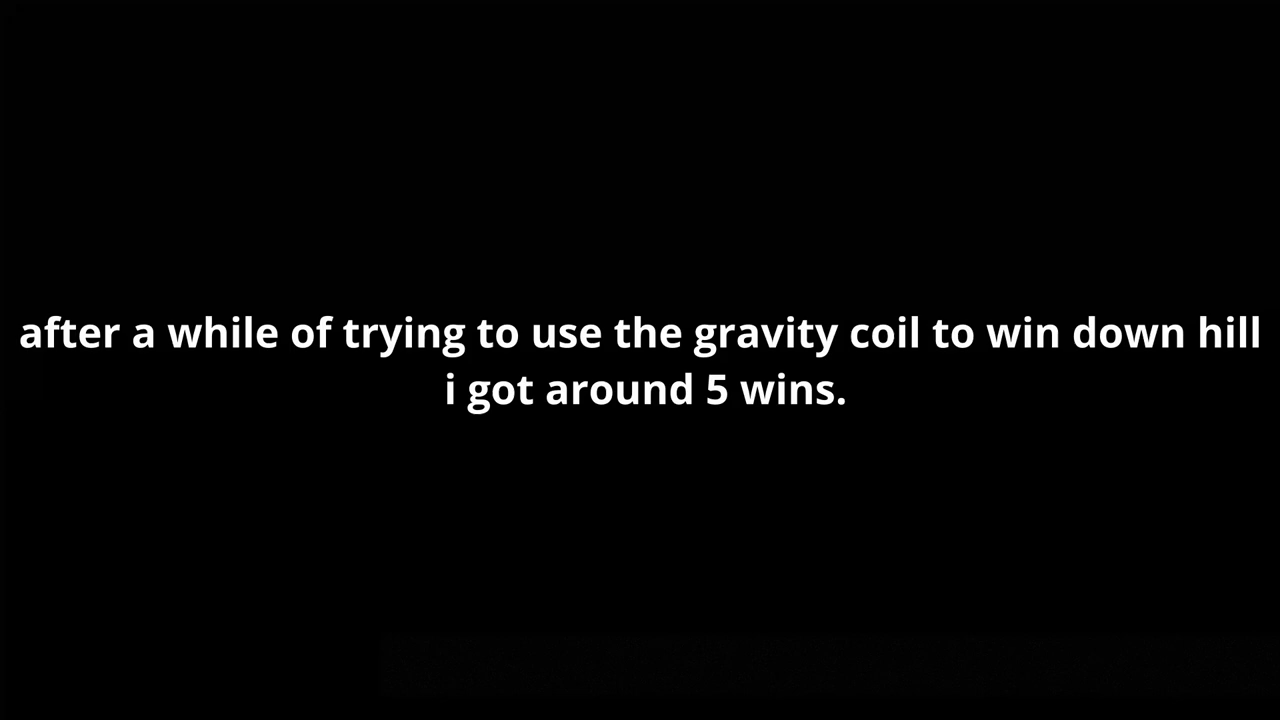 after a while of trying to use the gravity coil to win down hill
i got around 5 wins.